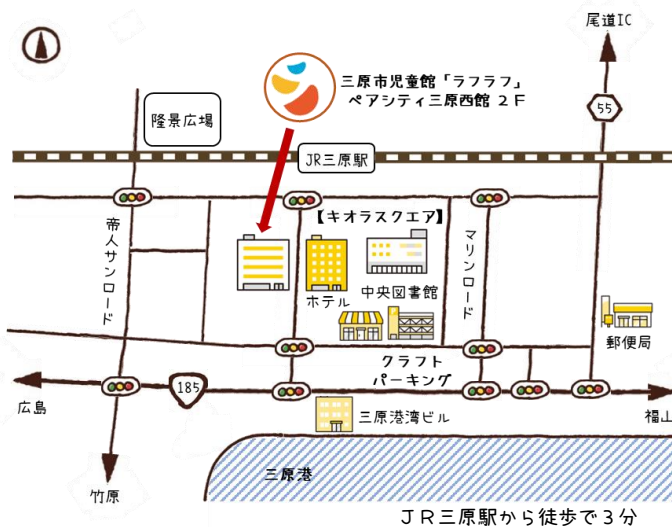 尾道IC
三原市児童館「ラフラフ」
ペアシティ三原西館 2F
55
隆景広場
JR三原駅
【キオラスクエア】
帝人サンロード
マリンロード
ホテル
中央図書館
郵便局
クラフト
パーキング
185
広島
福山
三原港湾ビル
三原港
竹原
JR三原駅から徒歩で3分